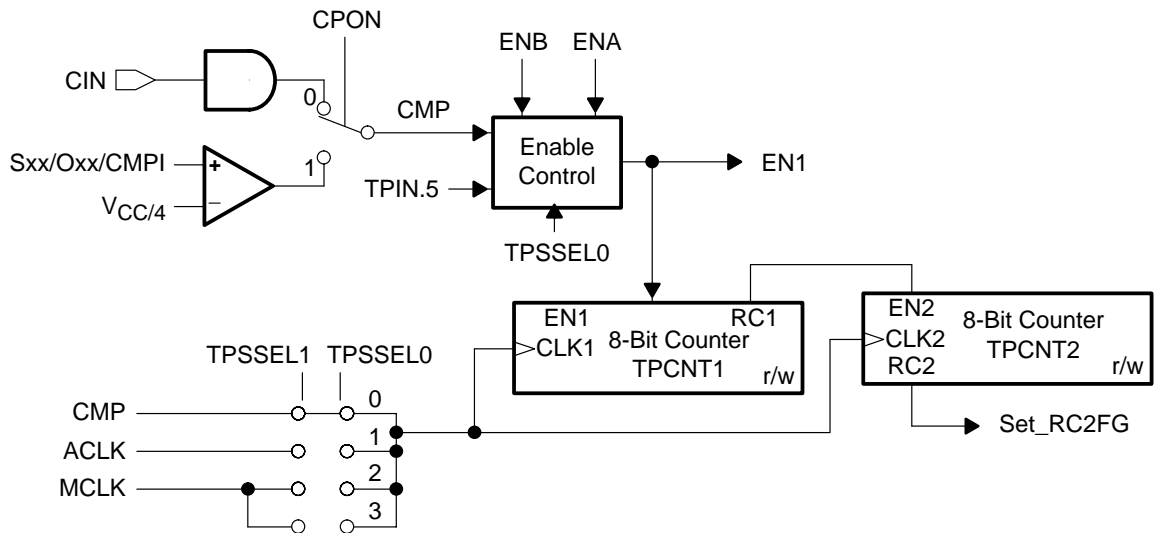 CPON
ENB ENA
CIN
0
CMP
Enable
Control
Sxx/Oxx/CMPI
+
1
EN1
TPIN.5
VCC/4
–
TPSSEL0
EN1 RC1
8-Bit Counter
CLK1
TPCNT1
r/w
EN2
8-Bit Counter
CLK2
TPCNT2
RC2
r/w
TPSSEL1 TPSSEL0
0
CMP
Set_RC2FG
1
ACLK
2
MCLK
3